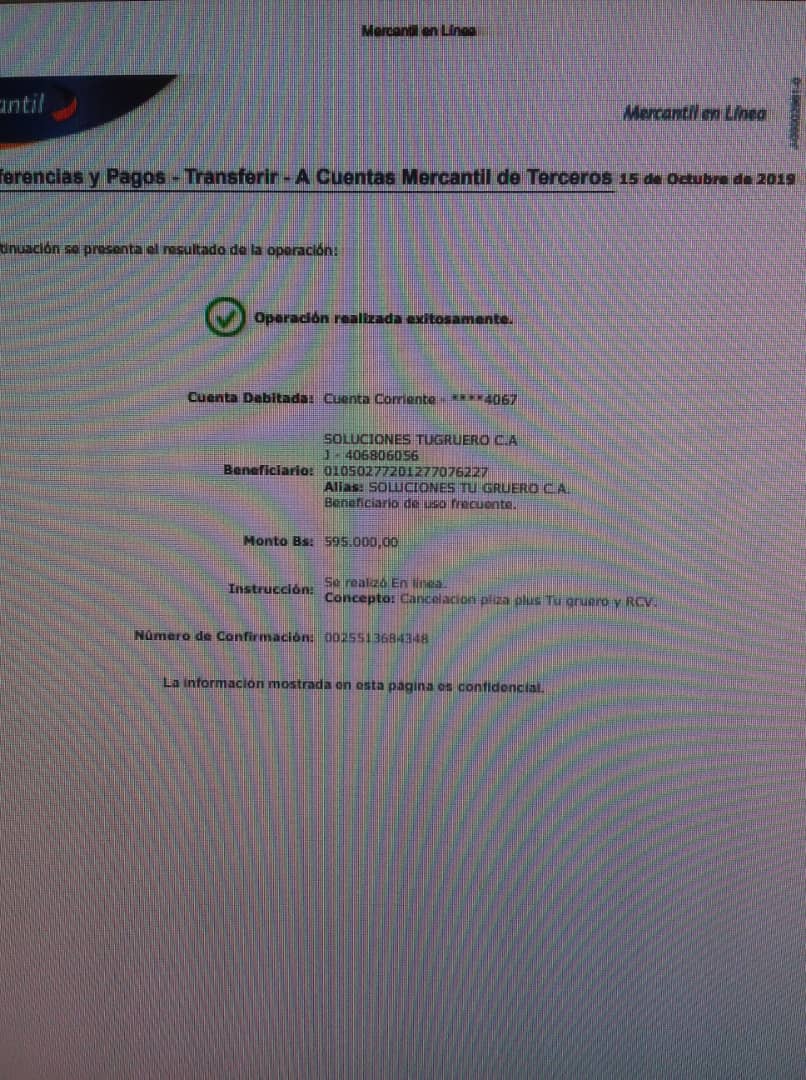 Mercantil en Línea
antil
Mercantil en Línea
ferencias y Pagos - Transferir - A Cuentas Mercantil de Terceros 15 de Octubre de 2019
tinuación se presenta el resultado de la operación:
Operación realizada exitosamente.
Cuenta Debitada: Cuenta Corriente - ****4067
SOLUCIONES TUGRUERO C.A
J - 406806056
Beneficiario: 01050277201277076227
Alias: SOLUCIONES TU GRUERO C.A.
Beneficiario de uso frecuente.
Monto Bs: 595.000,00
Se realizó En línea.
Instrucción:
Concepto: Cancelacion pliza plus Tu gruero y RCV.
Número de Confirmación: 0025513684348
La información mostrada en esta página es confidencial.